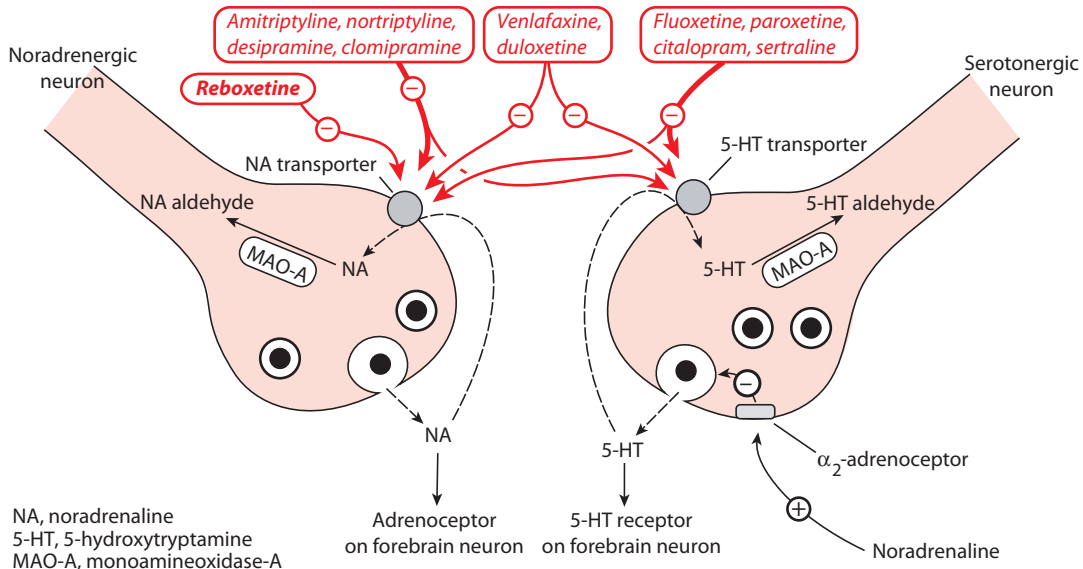 Amitriptyline, nortriptyline,
desipramine, clomipramine
Venlafaxine,
duloxetine
Fluoxetine, paroxetine,
citalopram, sertraline
Noradrenergic
neuron
Serotonergic
neuron
Reboxetine
−
−
−
−
−
NA transporter
5-HT transporter
NA aldehyde
5-HT aldehyde
MAO-A
NA
5-HT
MAO-A
−
NA
5-HT
α2-adrenoceptor
+
Adrenoceptor
on forebrain neuron
5-HT receptor
on forebrain neuron
Noradrenaline
NA, noradrenaline
5-HT, 5-hydroxytryptamine
MAO-A, monoamineoxidase-A